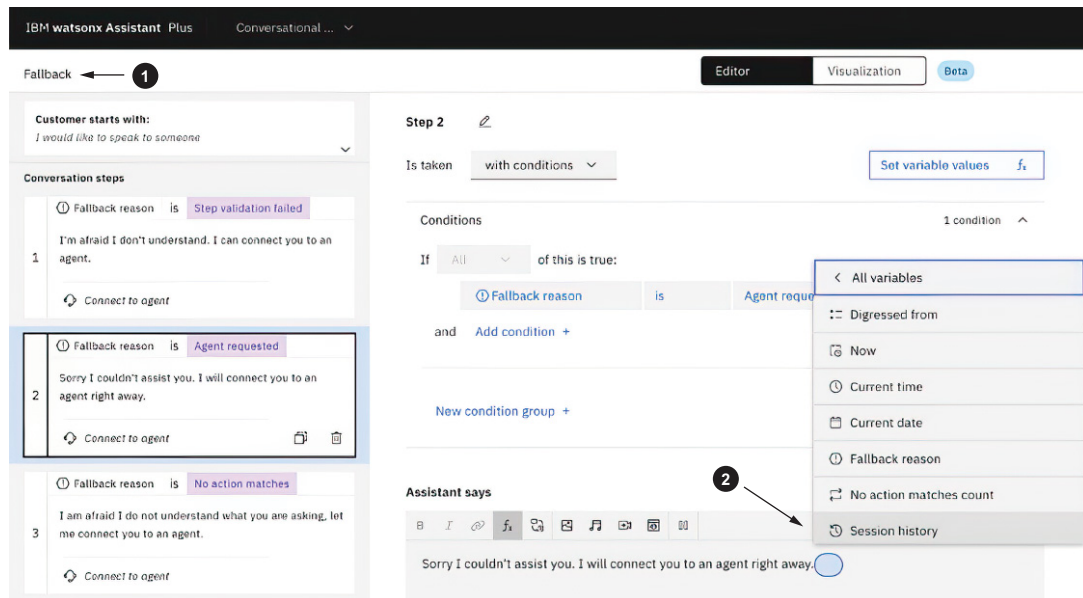 IBM watsonx Assistant Plus Conversational ...
Fallback 1 Editor Visualization Beta
Customer starts with:
I would like to speak to someone
Conversation steps
Fallback reason is Step validation failed
1 I'm afraid I don't understand. I can connect you to an
agent.
Connect to agent
Fallback reason is Agent requested
2 Sorry I couldn't assist you. I will connect you to an
agent right away.
Connect to agent
Fallback reason is No action matches
3 I am afraid I do not understand what you are asking, let
me connect you to an agent.
Connect to agent
Step 2
Is taken with conditions Set variable values fx
Conditions 1 condition
If All of this is true:
Fallback reason is Agent reque
and Add condition +
New condition group +
All variables
Digressed from
Now
Current time
Current date
Fallback reason
No action matches count
Session history
2
Assistant says
B I fx
Sorry I couldn't assist you. I will connect you to an agent right away.